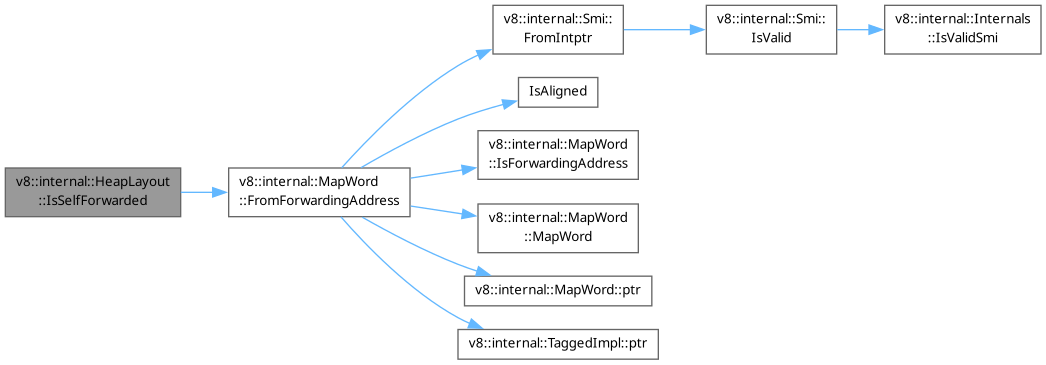 v8::internal::HeapLayout
::IsSelfForwarded
v8::internal::MapWord
::FromForwardingAddress
v8::internal::Smi::
FromIntptr
v8::internal::Smi::
IsValid
v8::internal::Internals
::IsValidSmi
IsAligned
v8::internal::MapWord
::IsForwardingAddress
v8::internal::MapWord
::MapWord
v8::internal::MapWord::ptr
v8::internal::TaggedImpl::ptr